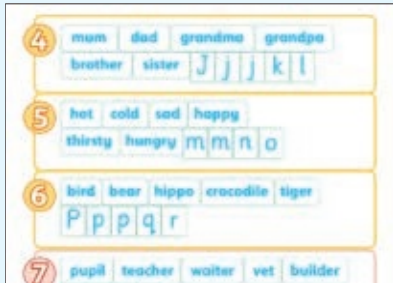 4 mum dad grandma grandpa
brother sister J j j k l
5 hot cold sad happy
thirsty hungry m m n o
6 bird bear hippo crocodile tiger
P p p q r
7 pupil teacher waiter vet builder